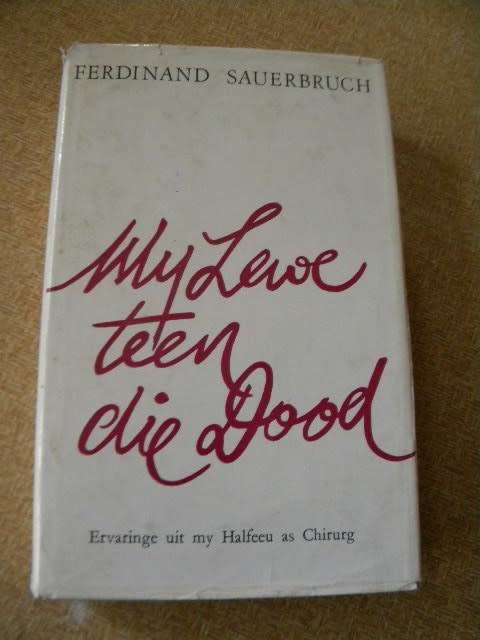 FERDINAND SAUERBRUCH
My Lewe
teen
die Dood
Ervaringe uit my Halfeeu as Chirurg